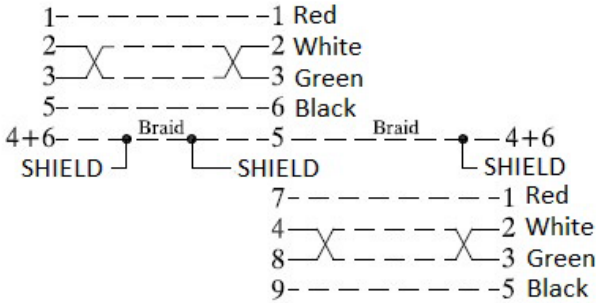 1 1 Red
2 2 White
3 3 Green
5 6 Black
4+6 Braid 5 Braid 4+6
SHIELD SHIELD SHIELD
7 1 Red
4 2 White
8 3 Green
9 5 Black